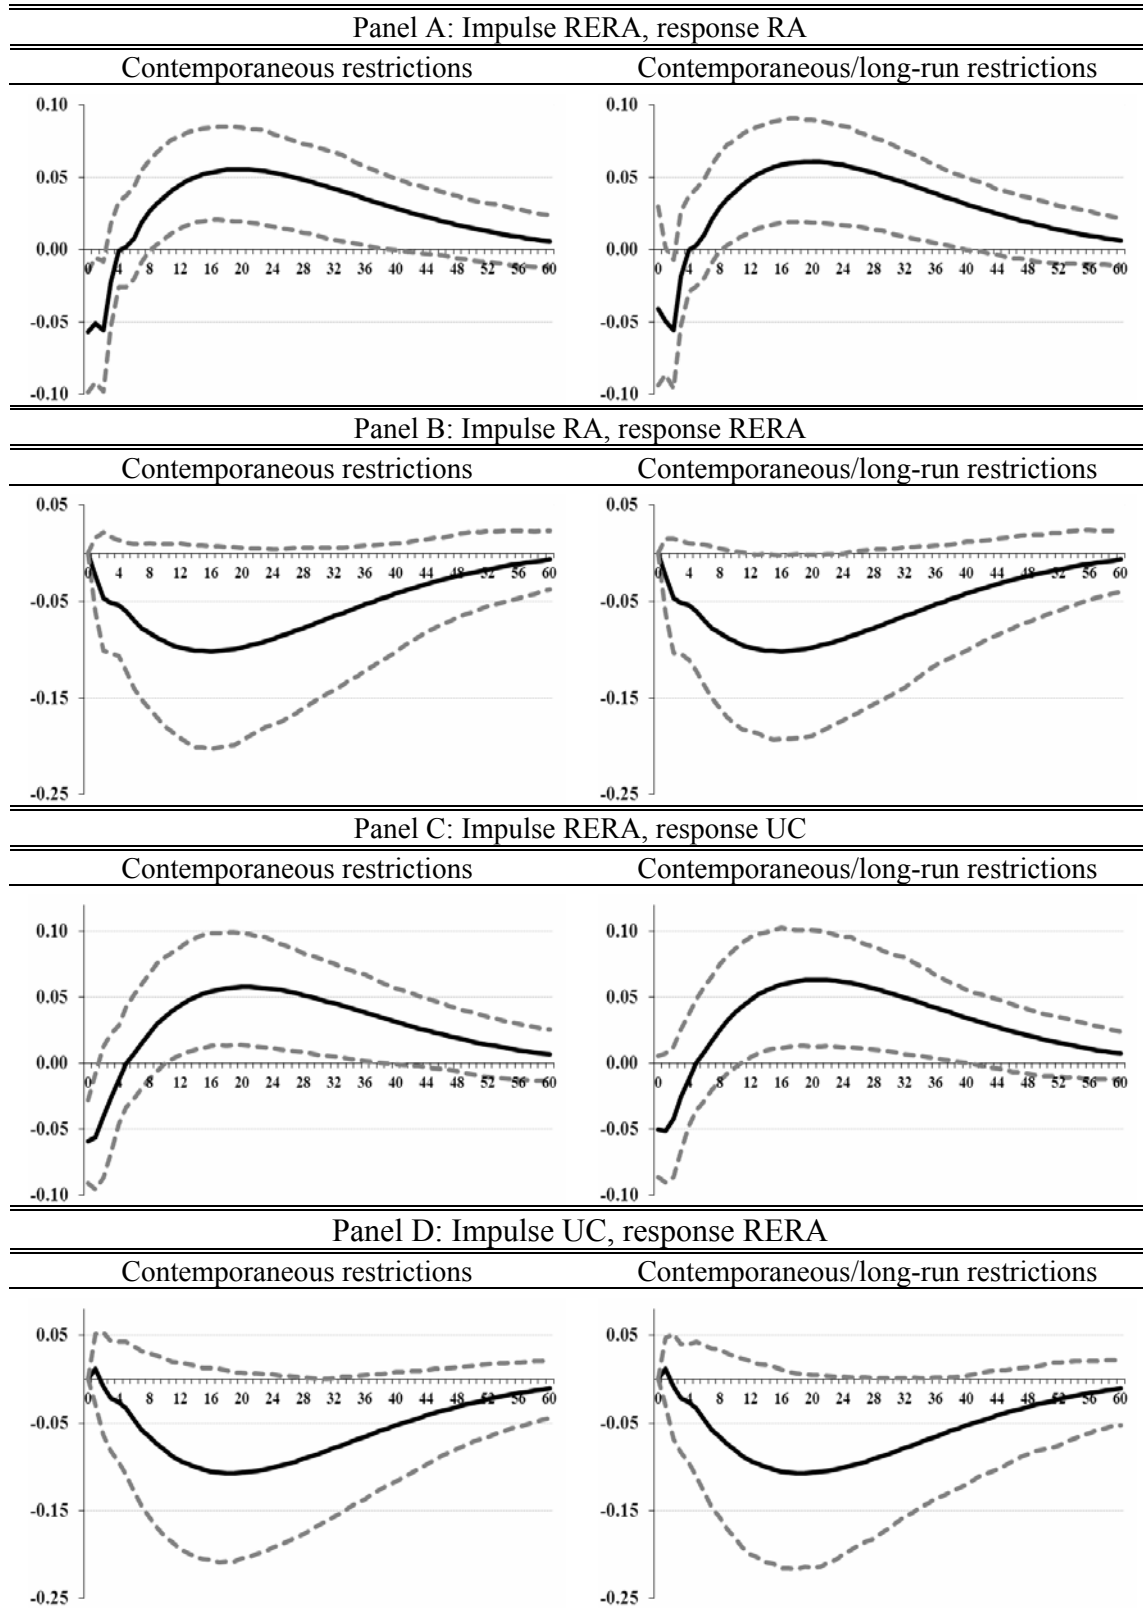 Panel A: Impulse RERA, response RA
Contemporaneous restrictions
Contemporaneous/long-run restrictions
0.10
0.05
0.00
-0.05
-0.10
0 4 8 12 16 20 24 28 32 36 40 44 48 52 56 60
0.10
0.05
0.00
-0.05
-0.10
0 4 8 12 16 20 24 28 32 36 40 44 48 52 56 60
Panel B: Impulse RA, response RERA
Contemporaneous restrictions
Contemporaneous/long-run restrictions
0.05
-0.05
-0.15
-0.25
0 4 8 12 16 20 24 28 32 36 40 44 48 52 56 60
0.05
-0.05
-0.15
-0.25
0 4 8 12 16 20 24 28 32 36 40 44 48 52 56 60
Panel C: Impulse RERA, response UC
Contemporaneous restrictions
Contemporaneous/long-run restrictions
0.10
0.05
0.00
-0.05
-0.10
0 4 8 12 16 20 24 28 32 36 40 44 48 52 56 60
0.10
0.05
0.00
-0.05
-0.10
0 4 8 12 16 20 24 28 32 36 40 44 48 52 56 60
Panel D: Impulse UC, response RERA
Contemporaneous restrictions
Contemporaneous/long-run restrictions
0.05
-0.05
-0.15
-0.25
0 4 8 12 16 20 24 28 32 36 40 44 48 52 56 60
0.05
-0.05
-0.15
-0.25
0 4 8 12 16 20 24 28 32 36 40 44 48 52 56 60